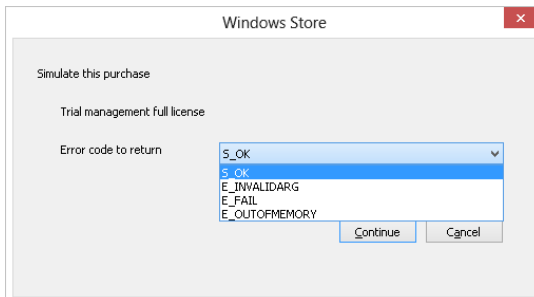 Windows Store
Simulate this purchase
Trial management full license
Error code to return
S_OK
S_OK
E_INVALIDARG
E_FAIL
E_OUTOFMEMORY
Continue Cancel